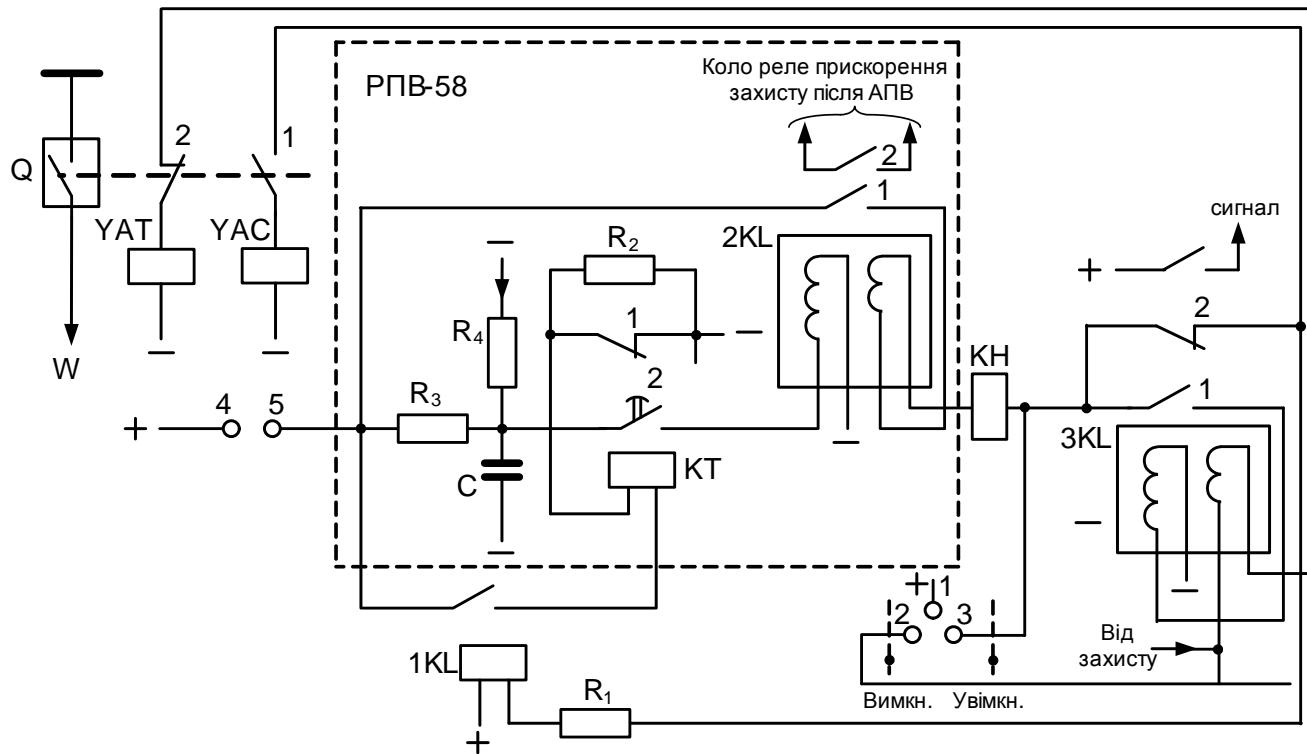 РПВ-58
Коло реле прискорення
захисту після АПВ
2
1
2
1
Q
YAT
YAC
W
2KL
R2
1
R4
2
R3
C
KT
+
4
5
–
KH
сигнал
+
2
1
3KL
+
1
2
3
Від
захисту
Вимкн.
Увімкн.
1KL
R1
+